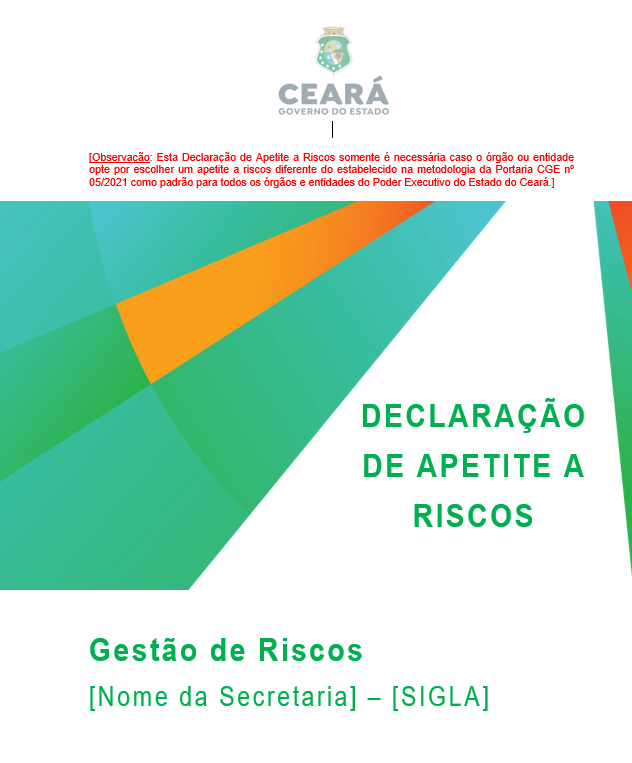 CEARÁ
GOVERNO DO ESTADO
[Observação: Esta Declaração de Apetite a Riscos somente é necessária caso o órgão ou entidade
opte por escolher um apetite a riscos diferente do estabelecido na metodologia da Portaria CGE nº
05/2021 como padrão para todos os órgãos e entidades do Poder Executivo do Estado do Ceará.]
DECLARAÇÃO
DE APETITE A
RISCOS
Gestão de Riscos
[Nome da Secretaria] – [SIGLA]